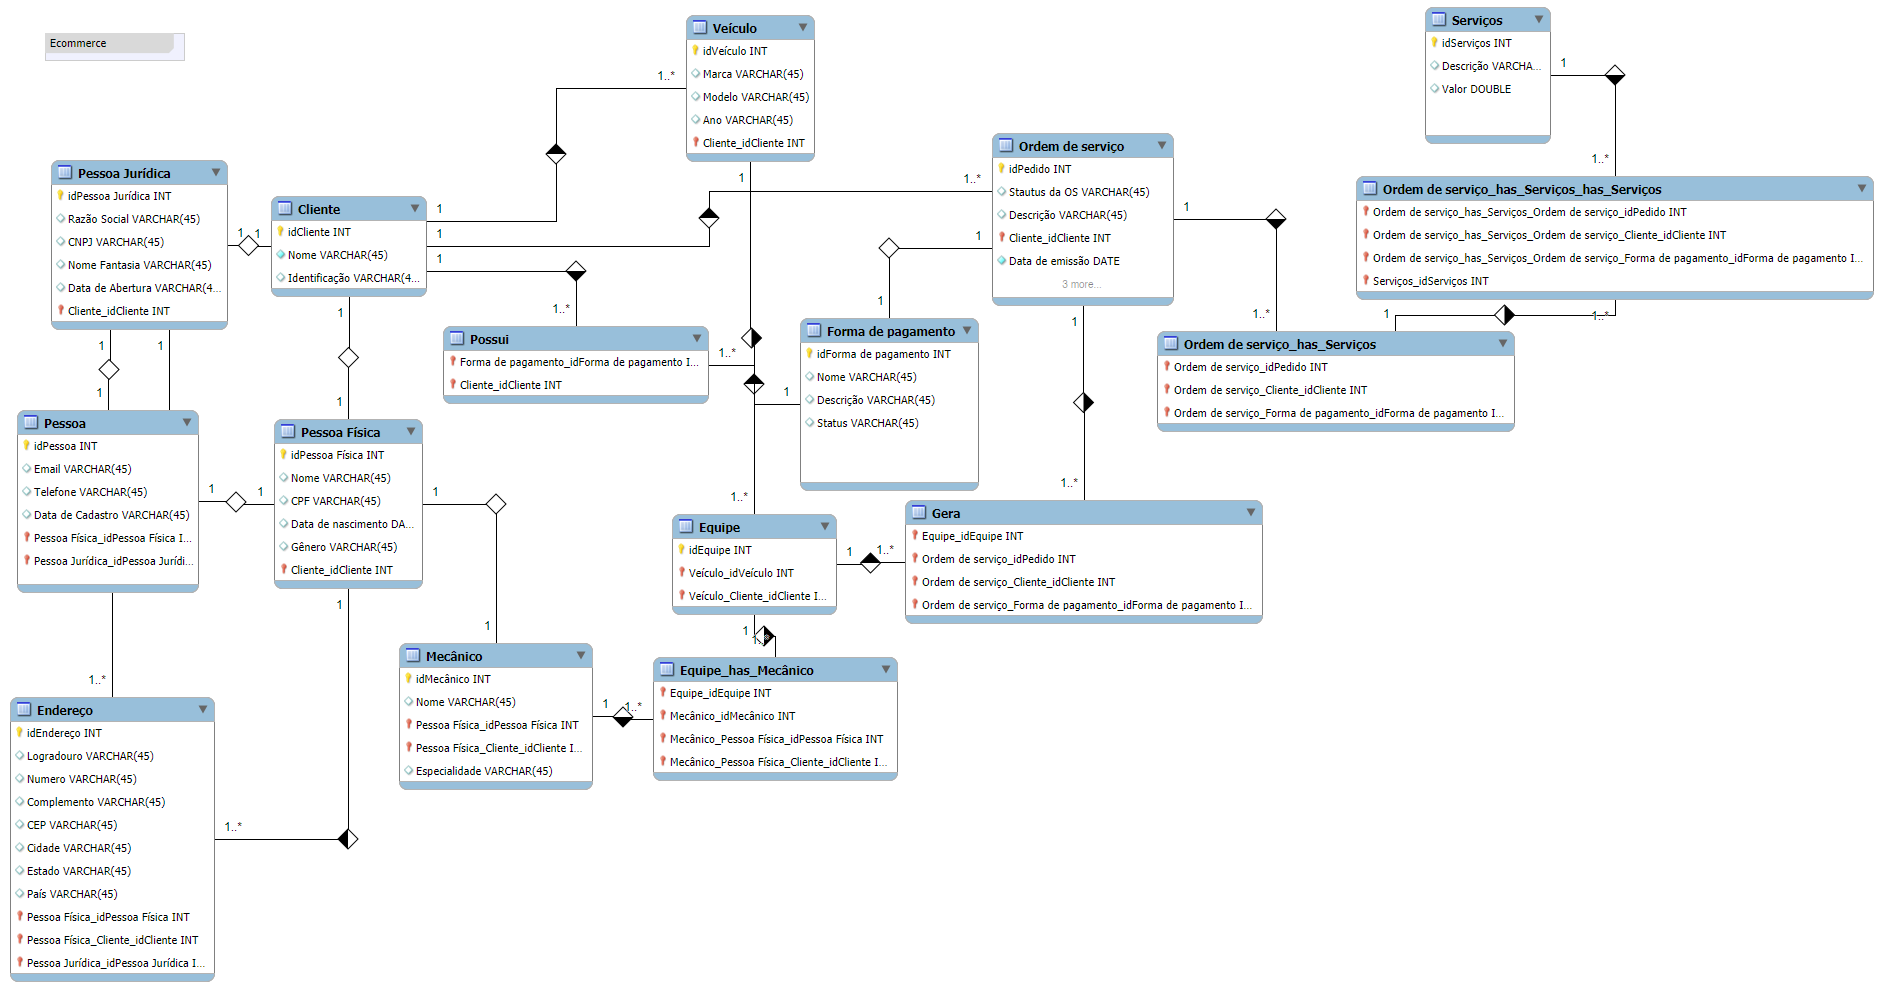 Ecommerce
Veículo
idVeículo INT
Marca VARCHAR(45)
Modelo VARCHAR(45)
Ano VARCHAR(45)
Cliente_idCliente INT
Serviços
idServiços INT
Descrição VARCHA...
Valor DOUBLE
Ordem de serviço
idPedido INT
Stautus da OS VARCHAR(45)
Descrição VARCHAR(45)
Cliente_idCliente INT
Data de emissão DATE
3 more...
Pessoa Jurídica
idPessoa Jurídica INT
Razão Social VARCHAR(45)
CNPJ VARCHAR(45)
Nome Fantasia VARCHAR(45)
Data de Abertura VARCHAR(4...
Cliente_idCliente INT
Cliente
idCliente INT
Nome VARCHAR(45)
Identificação VARCHAR(4...
Ordem de serviço_has_Serviços_has_Serviços
Ordem de serviço_has_Serviços_Ordem de serviço_idPedido INT
Ordem de serviço_has_Serviços_Ordem de serviço_Cliente_idCliente INT
Ordem de serviço_has_Serviços_Ordem de serviço_Forma de pagamento_idForma de pagamento I...
Serviços_idServiços INT
Possui
Forma de pagamento_idForma de pagamento I...
Cliente_idCliente INT
Forma de pagamento
idForma de pagamento INT
Nome VARCHAR(45)
Descrição VARCHAR(45)
Status VARCHAR(45)
Ordem de serviço_has_Serviços
Ordem de serviço_idPedido INT
Ordem de serviço_Cliente_idCliente INT
Ordem de serviço_Forma de pagamento_idForma de pagamento I...
Pessoa
idPessoa INT
Email VARCHAR(45)
Telefone VARCHAR(45)
Data de Cadastro VARCHAR(45)
Pessoa Física_idPessoa Física I...
Pessoa Jurídica_idPessoa Jurídi...
Pessoa Física
idPessoa Física INT
Nome VARCHAR(45)
CPF VARCHAR(45)
Data de nascimento DA...
Gênero VARCHAR(45)
Cliente_idCliente INT
Equipe
idEquipe INT
Veículo_idVeículo INT
Veículo_Cliente_idCliente I...
Gera
Equipe_idEquipe INT
Ordem de serviço_idPedido INT
Ordem de serviço_Cliente_idCliente INT
Ordem de serviço_Forma de pagamento_idForma de pagamento I...
Mecânico
idMecânico INT
Nome VARCHAR(45)
Pessoa Física_idPessoa Física INT
Pessoa Física_Cliente_idCliente I...
Especialidade VARCHAR(45)
Equipe_has_Mecânico
Equipe_idEquipe INT
Mecânico_idMecânico INT
Mecânico_Pessoa Física_idPessoa Física INT
Mecânico_Pessoa Física_Cliente_idCliente I...
Endereço
idEndereço INT
Logradouro VARCHAR(45)
Numero VARCHAR(45)
Complemento VARCHAR(45)
CEP VARCHAR(45)
Cidade VARCHAR(45)
Estado VARCHAR(45)
País VARCHAR(45)
Pessoa Física_idPessoa Física INT
Pessoa Física_Cliente_idCliente INT
Pessoa Jurídica_idPessoa Jurídica I...
1
1..*
1
1..*
1
1..*
1
1
1
1
1
1
1
1
1
1
1
1
1..*
1
1..*
1
1
1
1..*
1
1..*
1
1
1
1..*
1
1..*
1
1..*
1
1..*
1
1..*
1
1..*
1
1..*